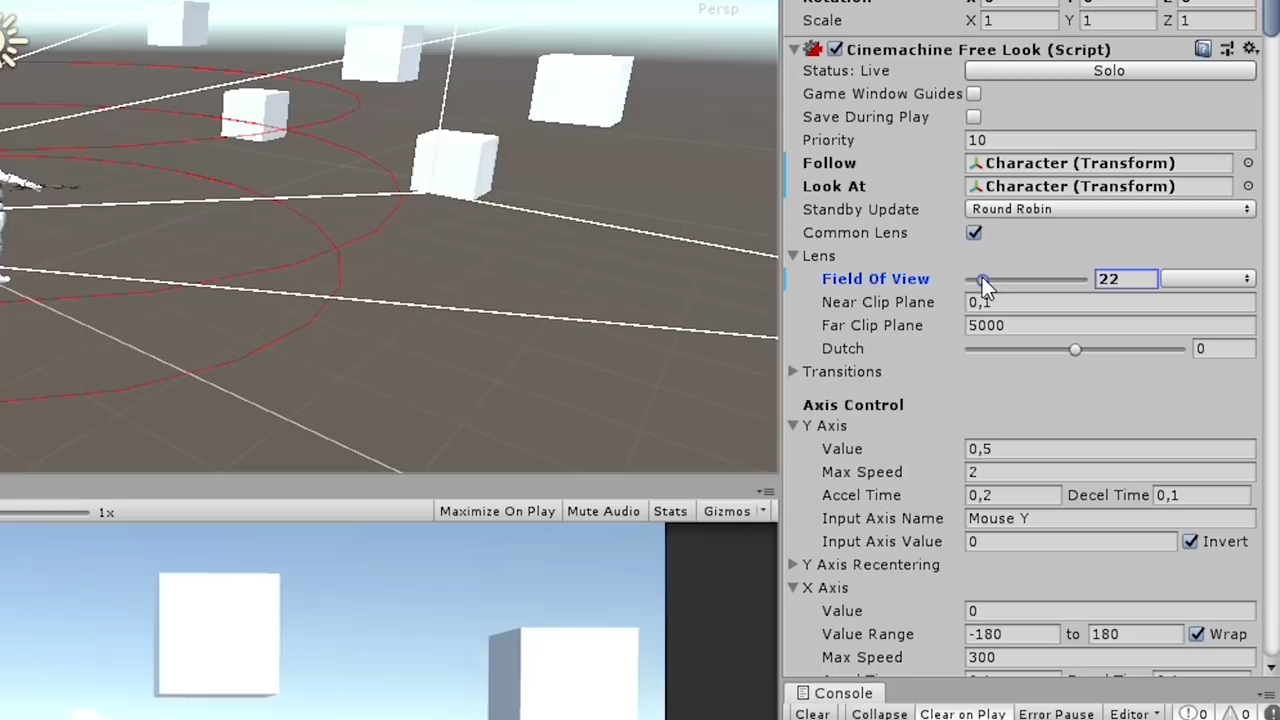 Persp
Rotation X 0 Y 0 Z 0
Scale X 1 Y 1 Z 1
Cinemachine Free Look (Script)
Status: Live Solo
Game Window Guides
Save During Play
Priority 10
Follow Character (Transform)
Look At Character (Transform)
Standby Update Round Robin
Common Lens
Lens
Field Of View 22
Near Clip Plane 0,1
Far Clip Plane 5000
Dutch 0
Transitions
Axis Control
Y Axis
Value 0,5
Max Speed 2
Accel Time 0,2 Decel Time 0,1
Input Axis Name Mouse Y
Input Axis Value 0 Invert
Y Axis Recentering
X Axis
Value 0
Value Range -180 to 180 Wrap
Max Speed 300
1x Maximize On Play Mute Audio Stats Gizmos
Console
Clear Collapse Clear on Play Error Pause Editor 0 0